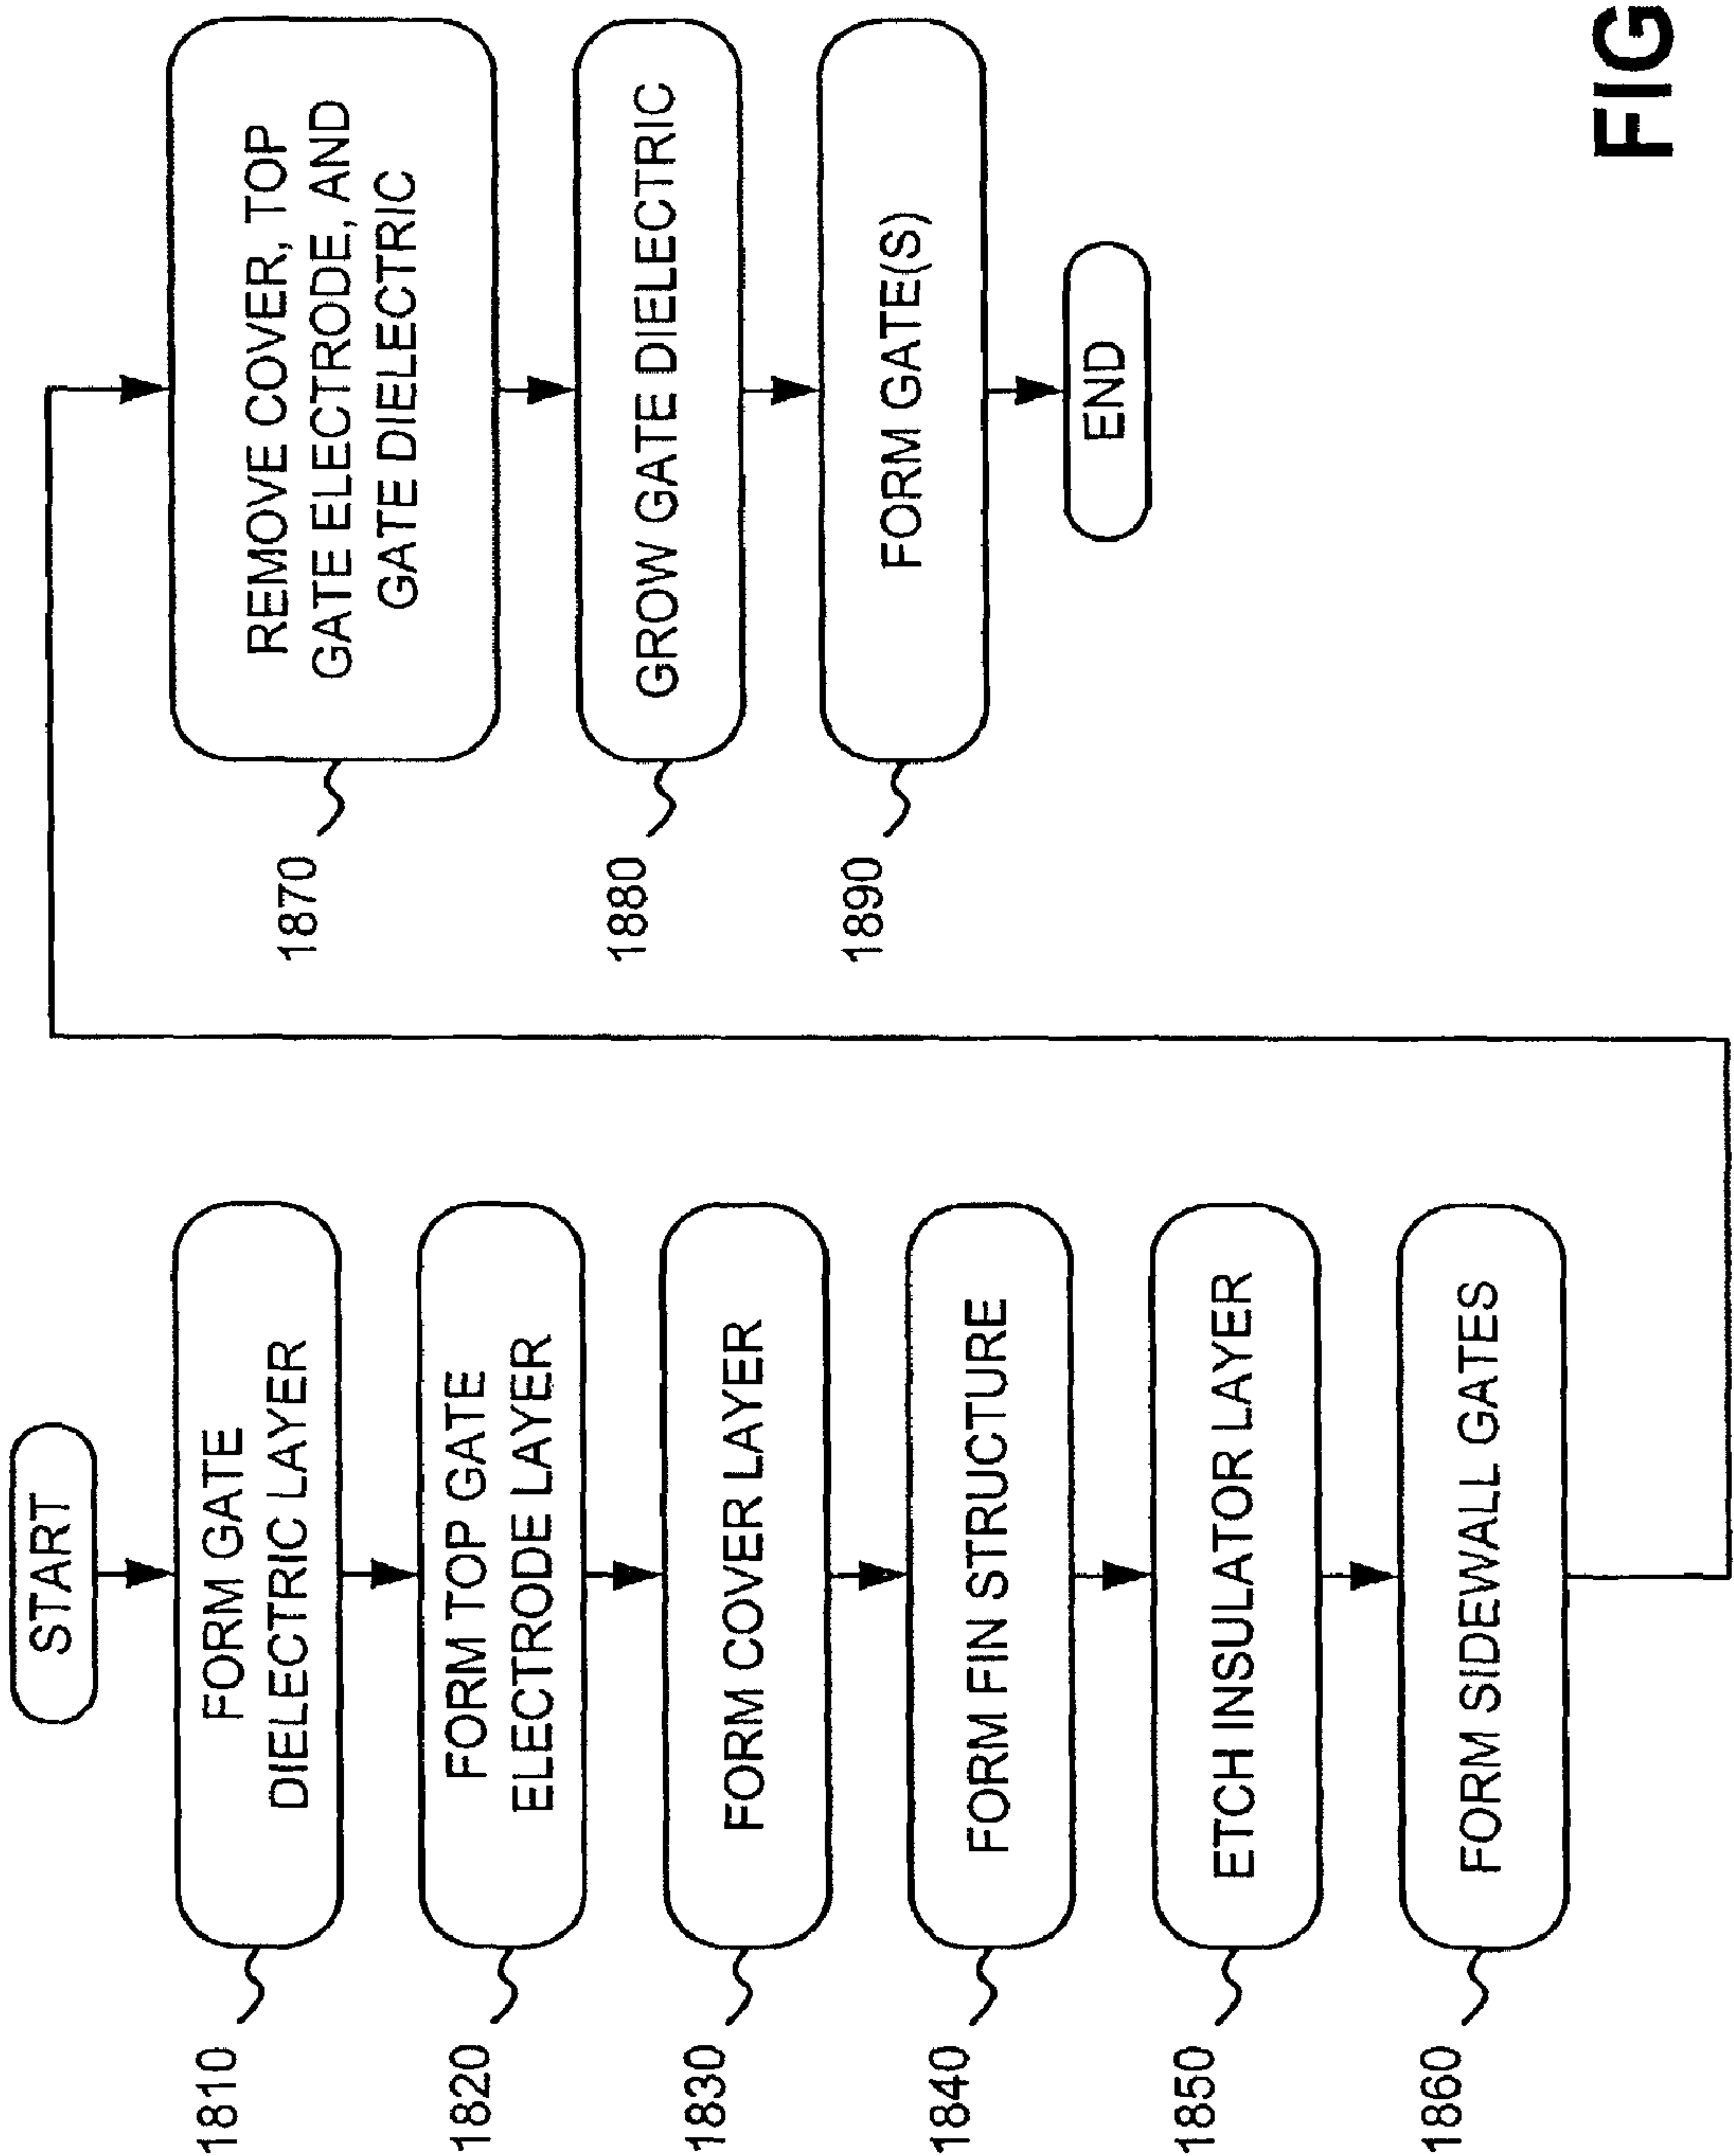 START
FORM GATE
DIELECTRIC LAYER
1810
FORM TOP GATE
ELECTRODE LAYER
1820
FORM COVER LAYER
1830
FORM FIN STRUCTURE
1840
ETCH INSULATOR LAYER
1850
FORM SIDEWALL GATES
1860
REMOVE COVER, TOP
GATE ELECTRODE, AND
GATE DIELECTRIC
1870
GROW GATE DIELECTRIC
1880
FORM GATE(S)
1890
END
FIG